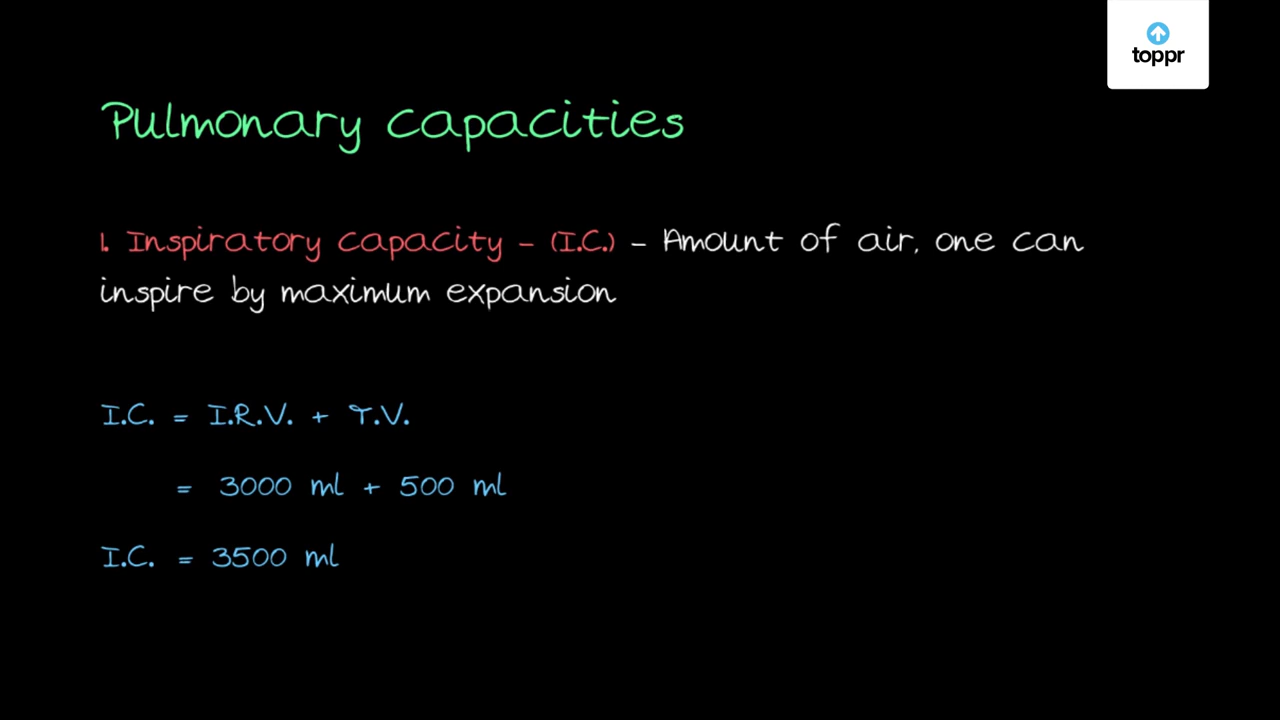 toppr
Pulmonary capacities
1. Inspiratory capacity - (I.C.) - Amount of air, one can
inspire by maximum expansion
I.C. = I.R.V. + T.V.
= 3000 ml + 500 ml
I.C. = 3500 ml